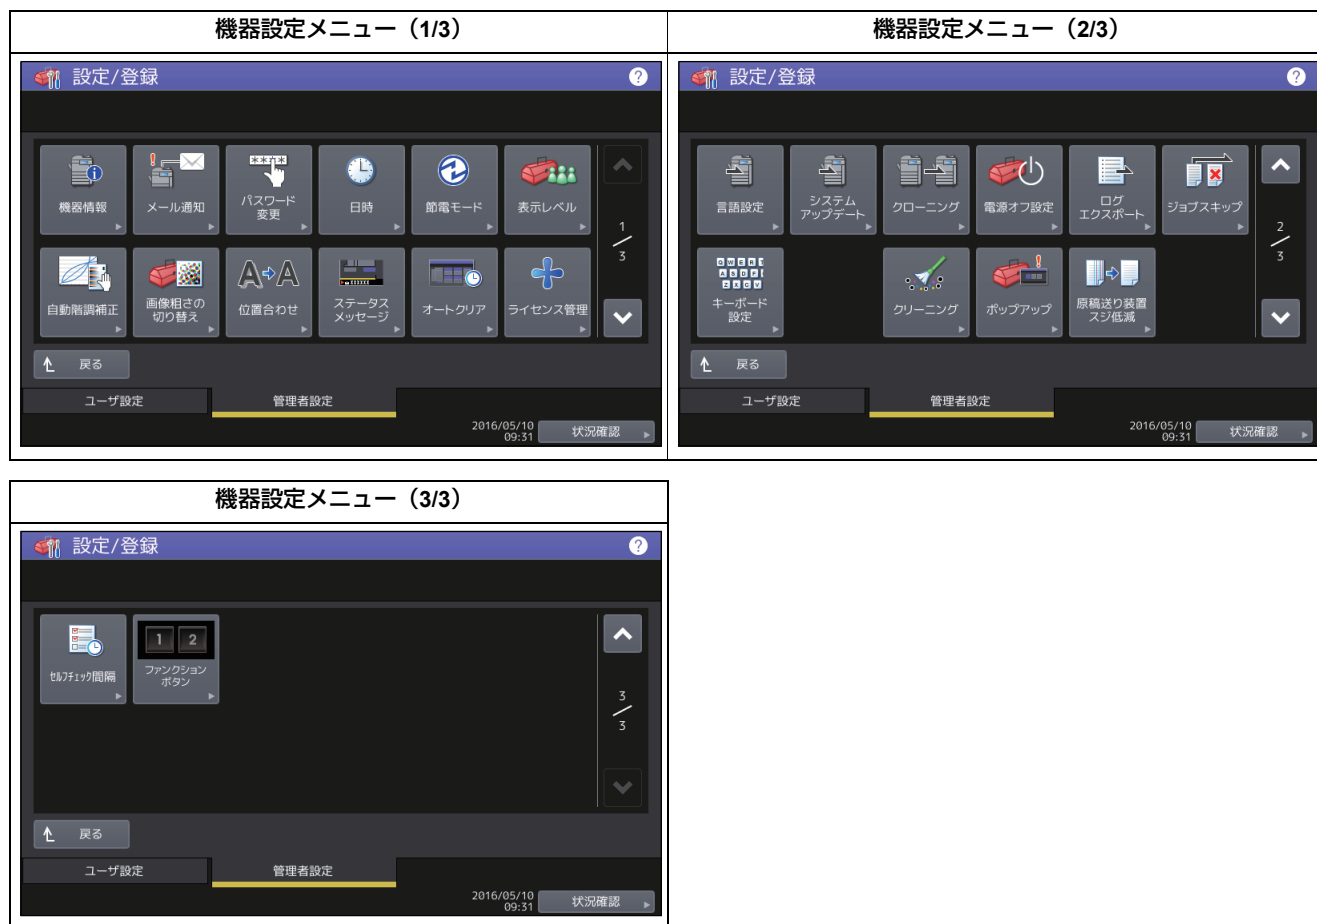 機器設定メニュー（1/3）
設定/登録
?
機器情報
メール通知
****
パスワード
変更
日時
節電モード
表示レベル
1
3
自動階調補正
画像粗さの
切り替え
A A
位置合わせ
ステータス
メッセージ
オートクリア
ライセンス管理
戻る
ユーザ設定
管理者設定
2016/05/10
09:31
状況確認
機器設定メニュー（2/3）
設定/登録
?
言語設定
システム
アップデート
クローニング
電源オフ設定
ログ
エクスポート
ジョブスキップ
2
3
Q W E R T
A S D F
Z X C V
キーボード
設定
クリーニング
ポップアップ
原稿送り装置
スジ低減
戻る
ユーザ設定
管理者設定
2016/05/10
09:31
状況確認
機器設定メニュー（3/3）
設定/登録
?
ｾﾙﾌﾁｪｯｸ間隔
1 2
ファンクション
ボタン
3
3
戻る
ユーザ設定
管理者設定
2016/05/10
09:31
状況確認